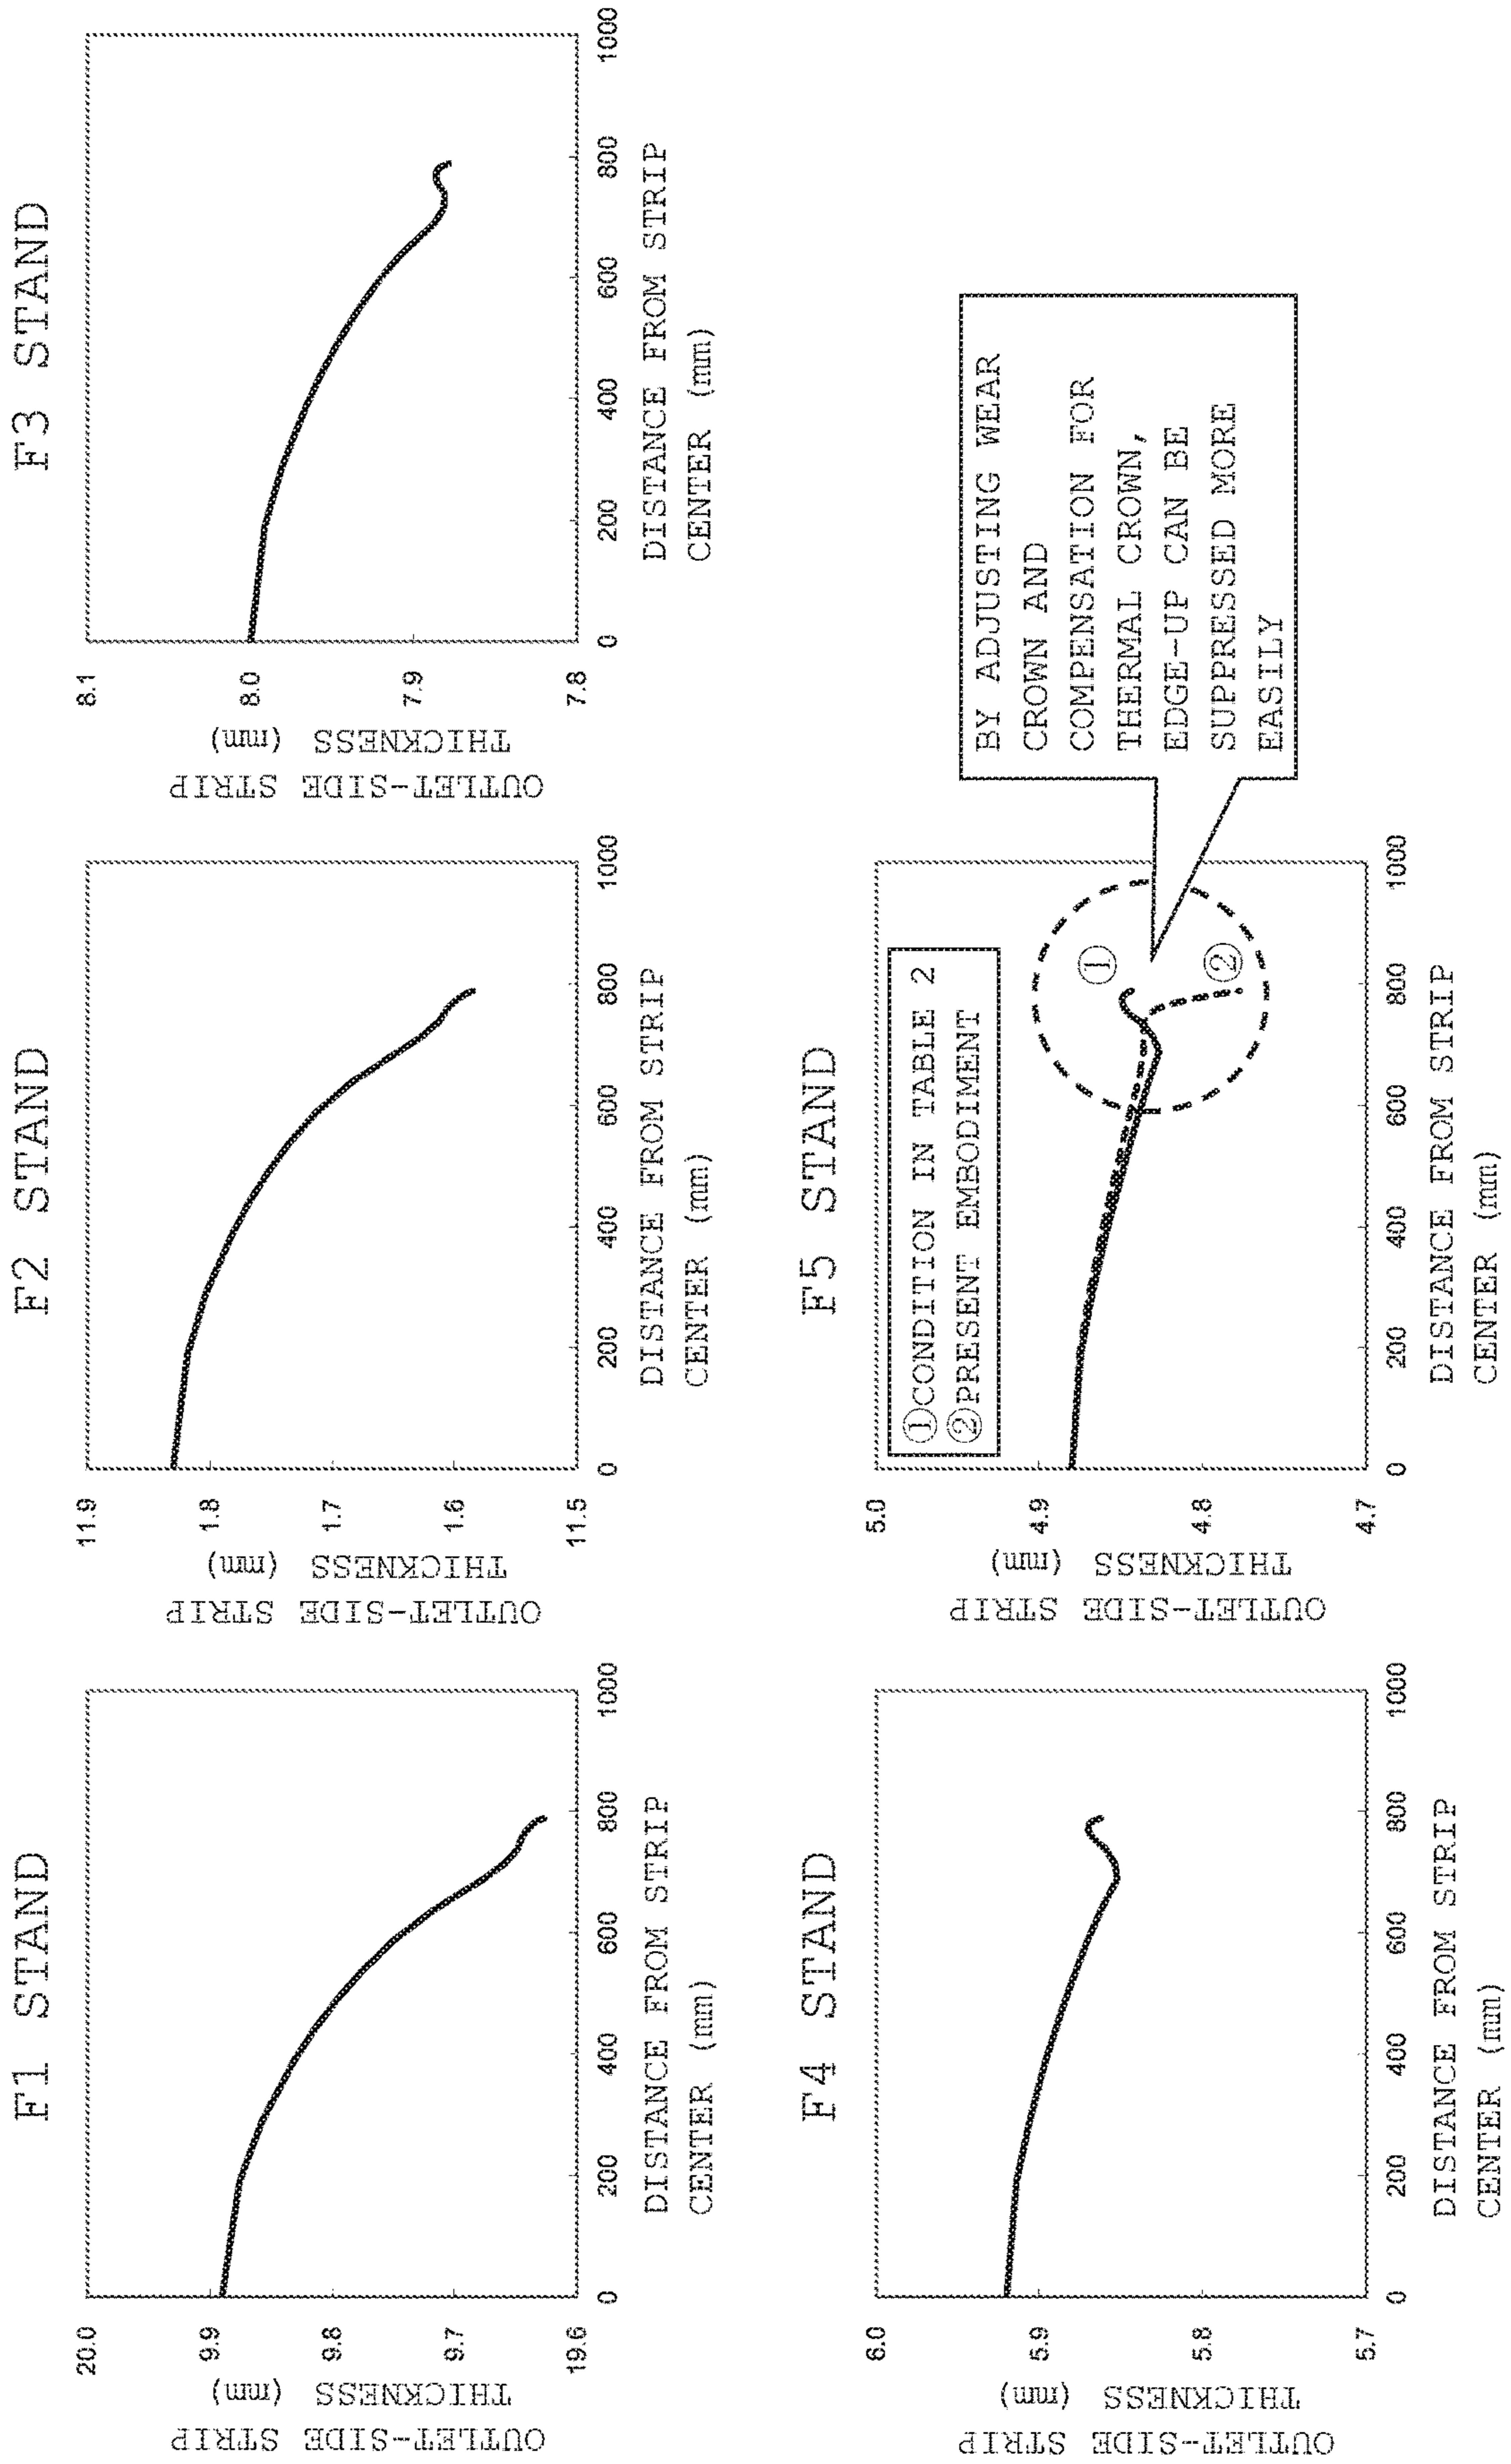 F1 STAND
OUTLET-SIDE STRIP
THICKNESS (mm)
20.0
9.9
9.8
9.7
19.6
0 200 400 600 800 1000
DISTANCE FROM STRIP
CENTER (mm)
F2 STAND
OUTLET-SIDE STRIP
THICKNESS (mm)
11.9
1.8
1.7
1.6
11.5
0 200 400 600 800 1000
DISTANCE FROM STRIP
CENTER (mm)
F3 STAND
OUTLET-SIDE STRIP
THICKNESS (mm)
8.1
8.0
7.9
7.8
0 200 400 600 800 1000
DISTANCE FROM STRIP
CENTER (mm)
F4 STAND
OUTLET-SIDE STRIP
THICKNESS (mm)
6.0
5.9
5.8
5.7
0 200 400 600 800 1000
DISTANCE FROM STRIP
CENTER (mm)
F5 STAND
OUTLET-SIDE STRIP
THICKNESS (mm)
5.0
4.9
4.8
4.7
①CONDITION IN TABLE 2
②PRESENT EMBODIMENT
①
②
0 200 400 600 800 1000
DISTANCE FROM STRIP
CENTER (mm)
BY ADJUSTING WEAR
CROWN AND
COMPENSATION FOR
THERMAL CROWN,
EDGE-UP CAN BE
SUPPRESSED MORE
EASILY